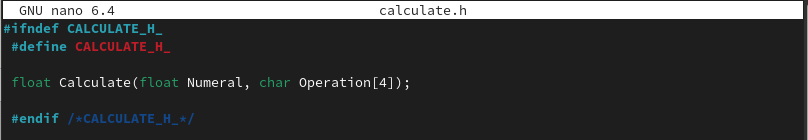 GNU nano 6.4 calculate.h
#ifndef CALCULATE_H_
#define CALCULATE_H_
float Calculate(float Numeral, char Operation[4]);
#endif /*CALCULATE_H_*/